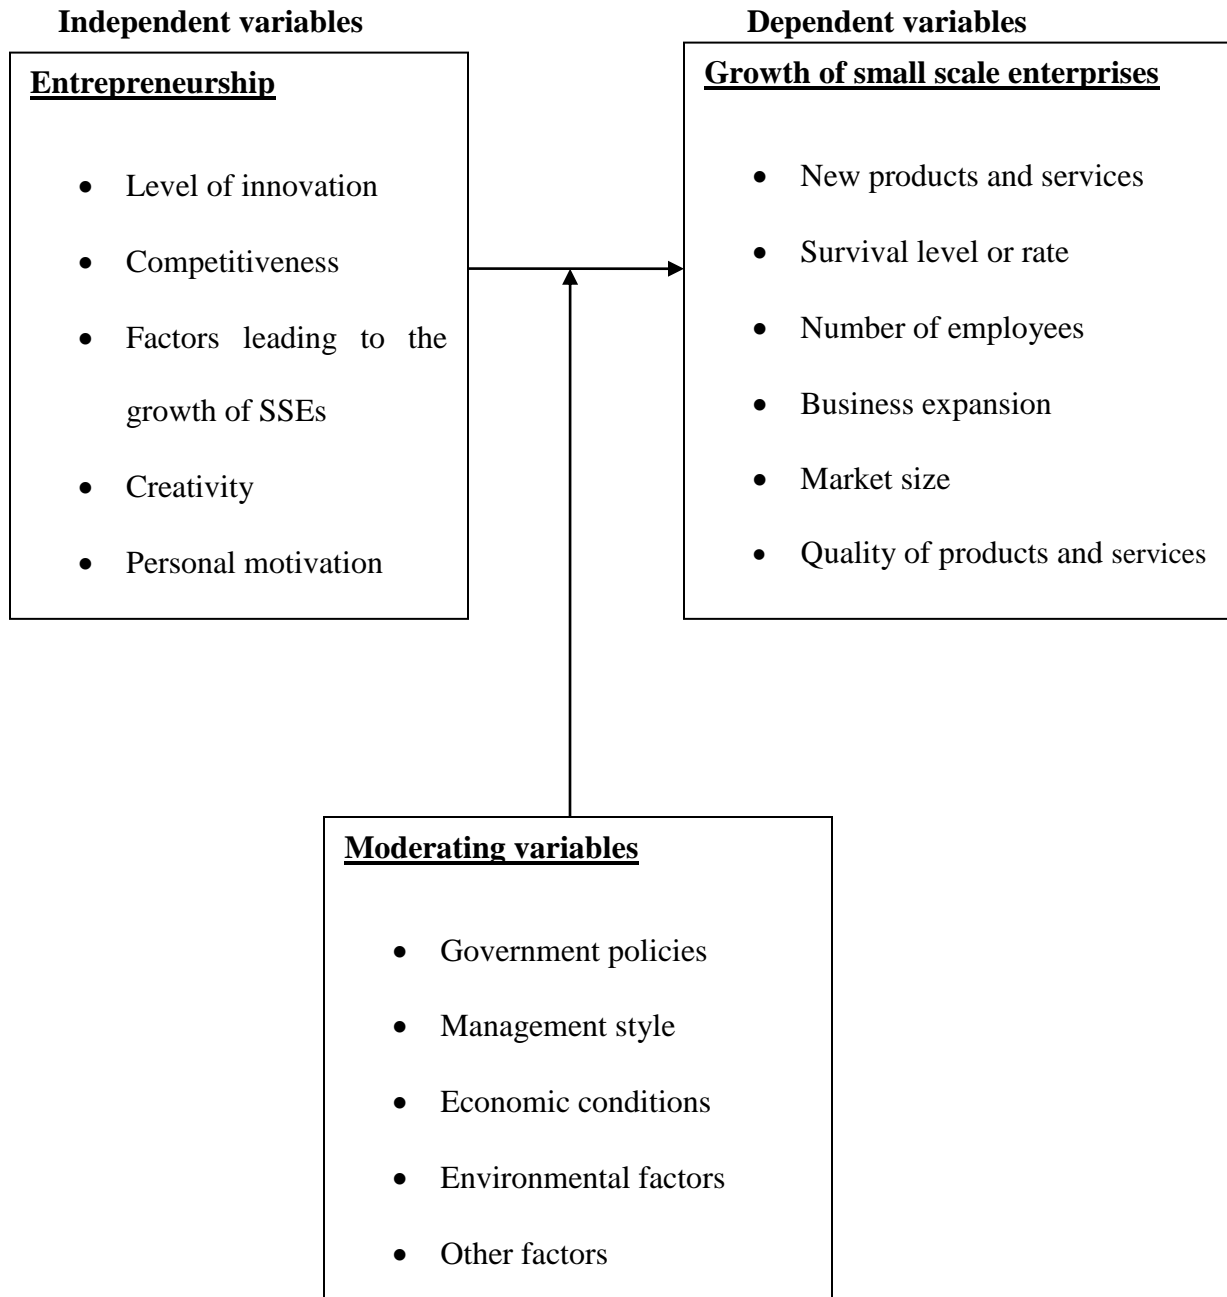 Independent variables
Entrepreneurship
• Level of innovation
• Competitiveness
• Factors leading to the
growth of SSEs
• Creativity
• Personal motivation
Dependent variables
Growth of small scale enterprises
• New products and services
• Survival level or rate
• Number of employees
• Business expansion
• Market size
• Quality of products and services
Moderating variables
• Government policies
• Management style
• Economic conditions
• Environmental factors
• Other factors